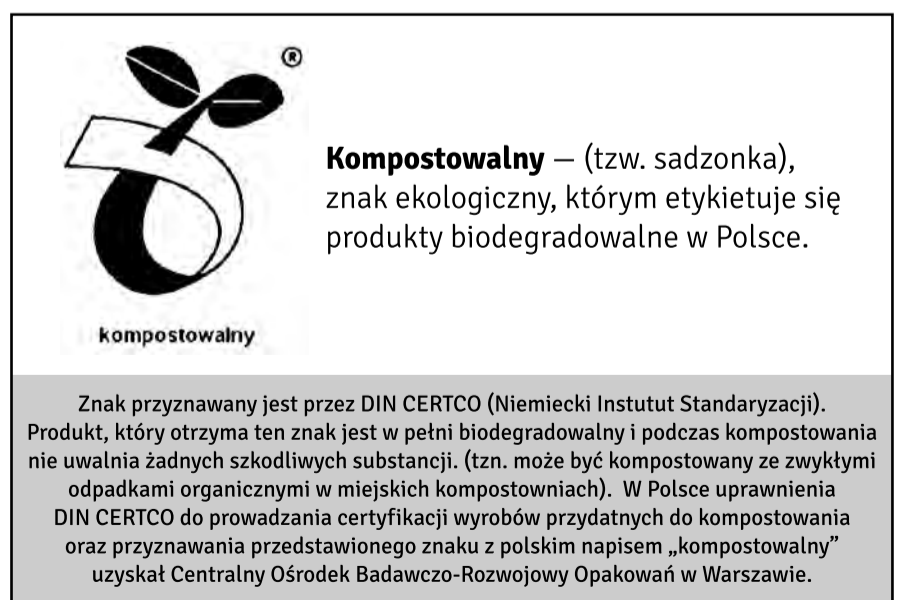 ®
Kompostowalny — (tzw. sadzonka),
znak ekologiczny, którym etykietuje się
produkty biodegradowalne w Polsce.
kompostowalny
Znak przyznawany jest przez DIN CERTCO (Niemiecki Instutut Standaryzacji).
Produkt, który otrzyma ten znak jest w pełni biodegradowalny i podczas kompostowania
nie uwalnia żadnych szkodliwych substancji. (tzn. może być kompostowany ze zwykłymi
odpadkami organicznymi w miejskich kompostowniach). W Polsce uprawnienia
DIN CERTCO do prowadzania certyfikacji wyrobów przydatnych do kompostowania
oraz przyznawania przedstawionego znaku z polskim napisem „kompostowalny”
uzyskał Centralny Ośrodek Badawczo-Rozwojowy Opakowań w Warszawie.